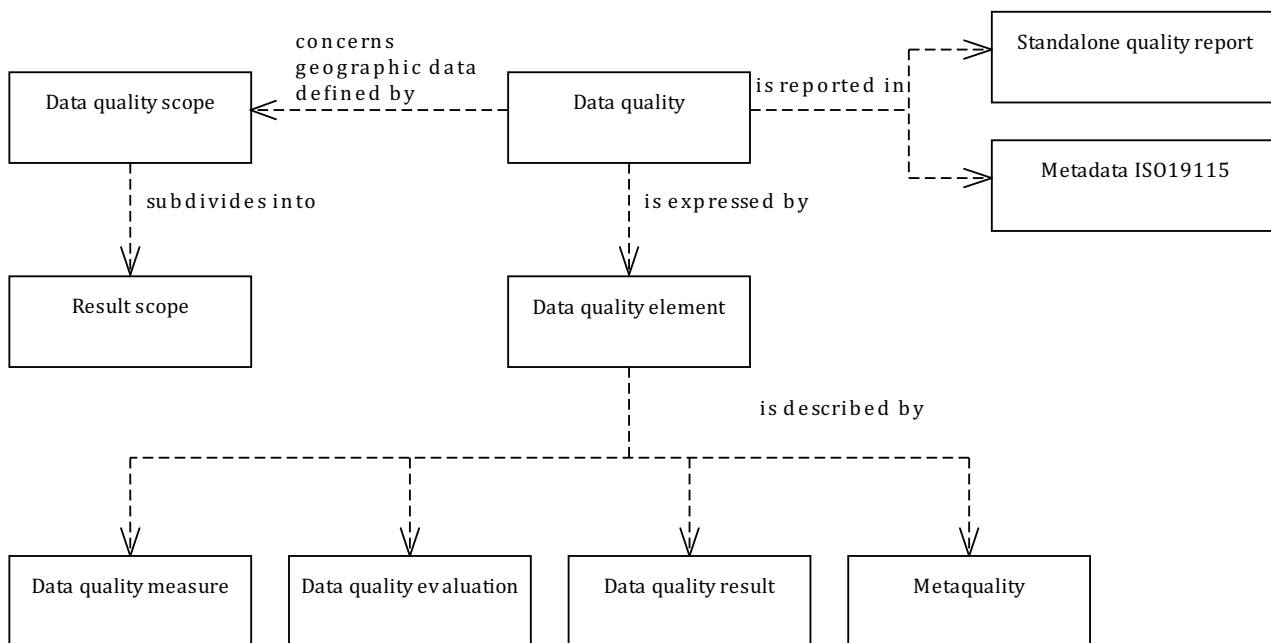 Standalone quality report
concerns
geographic data
defined by
Data quality scope
Data quality
is reported in
Metadata ISO19115
subdivides into
is expressed by
Result scope
Data quality element
is described by
Data quality measure
Data quality evaluation
Data quality result
Metaquality